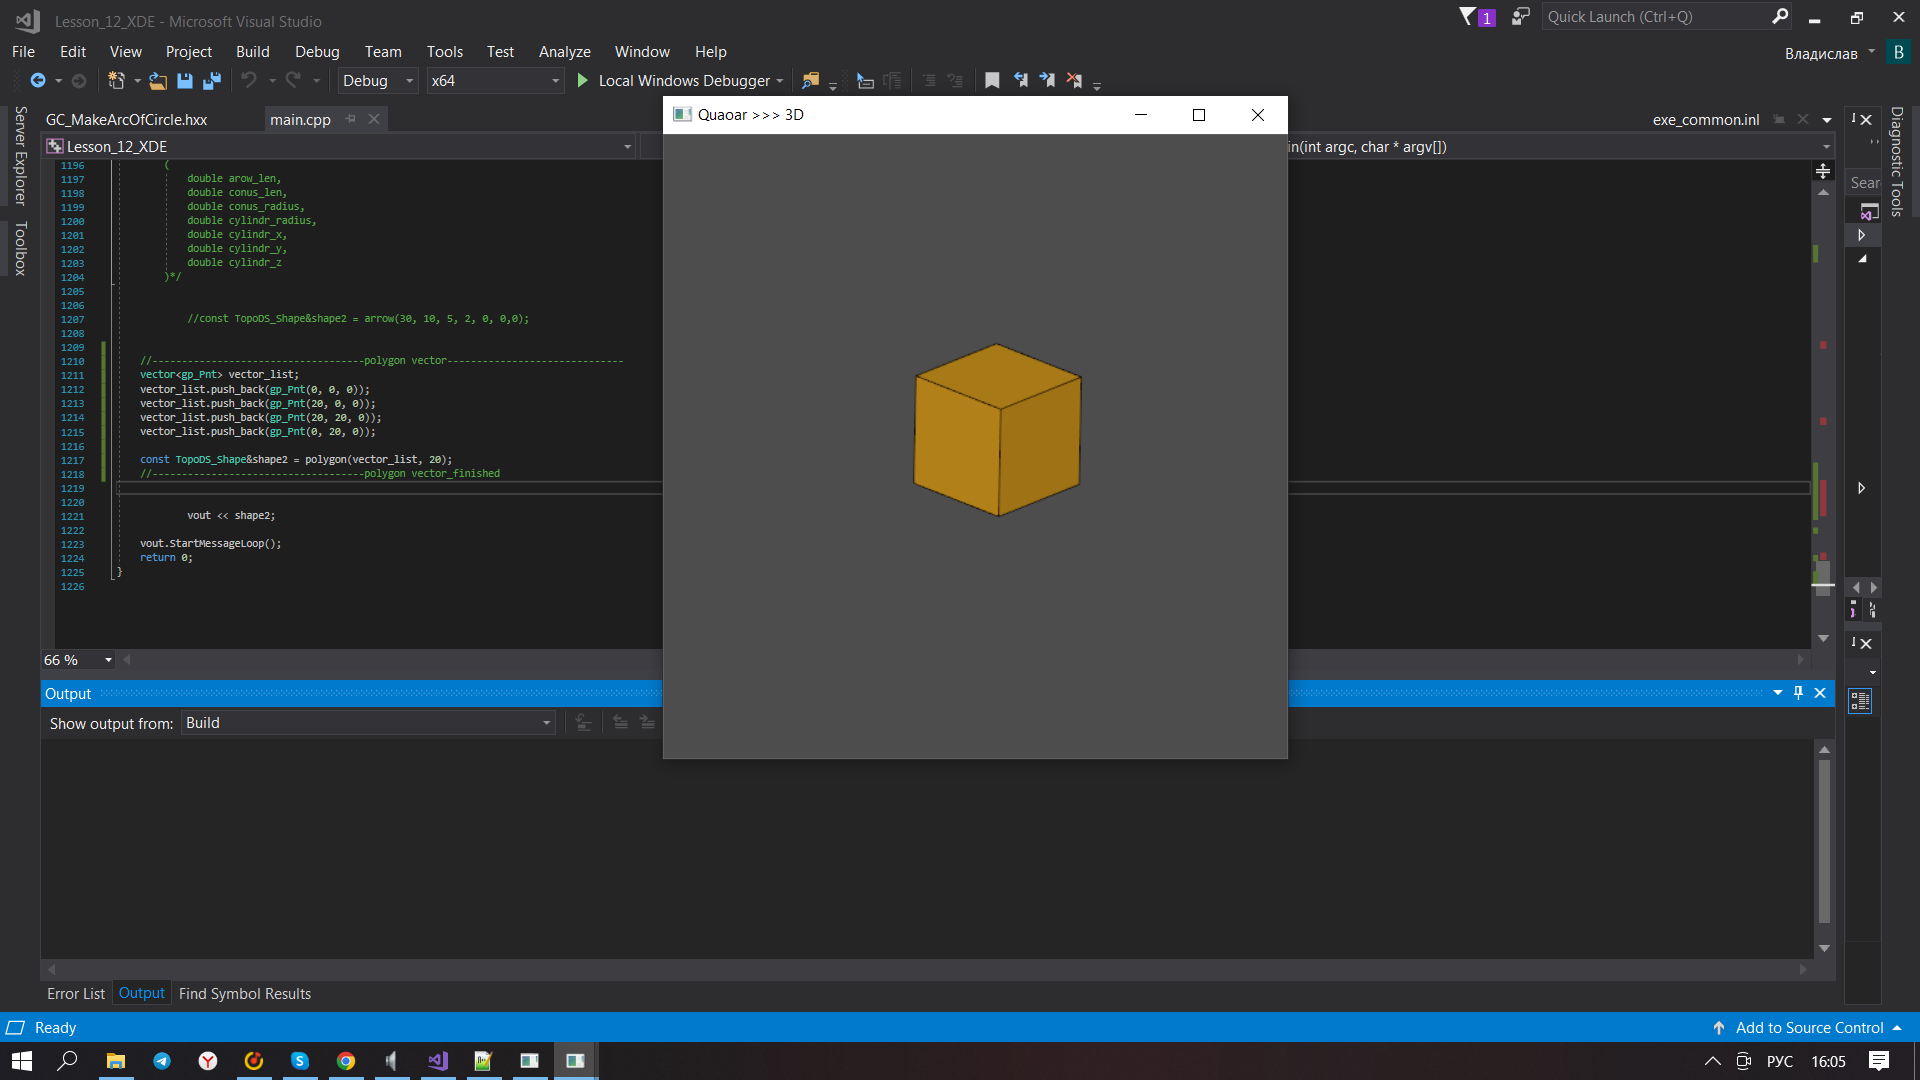 Lesson_12_XDE - Microsoft Visual Studio
1
Quick Launch (Ctrl+Q)
File Edit View Project Build Debug Team Tools Test Analyze Window Help
Владислав
B
Debug x64 Local Windows Debugger
Server Explorer
Toolbox
GC_MakeArcOfCircle.hxx
main.cpp
exe_common.inl
Lesson_12_XDE
in(int argc, char * argv[])
1196 (
1197 double arow_len,
1198 double conus_len,
1199 double conus_radius,
1200 double cylindr_radius,
1201 double cylindr_x,
1202 double cylindr_y,
1203 double cylindr_z
1204 )*/
1205
1206
1207 //const TopoDS_Shape&shape2 = arrow(30, 10, 5, 2, 0, 0,0);
1208
1209
1210 //------------------------------------polygon vector------------------------------
1211 vector<gp_Pnt> vector_list;
1212 vector_list.push_back(gp_Pnt(0, 0, 0));
1213 vector_list.push_back(gp_Pnt(20, 0, 0));
1214 vector_list.push_back(gp_Pnt(20, 20, 0));
1215 vector_list.push_back(gp_Pnt(0, 20, 0));
1216
1217 const TopoDS_Shape&shape2 = polygon(vector_list, 20);
1218 //------------------------------------polygon vector_finished
1219
1220
1221 vout << shape2;
1222
1223 vout.StartMessageLoop();
1224 return 0;
1225 }
1226
Quaoar >>> 3D
Sear
Diagnostic Tools
66 %
Output
Show output from: Build
Error List Output Find Symbol Results
Ready
Add to Source Control
РУС 16:05